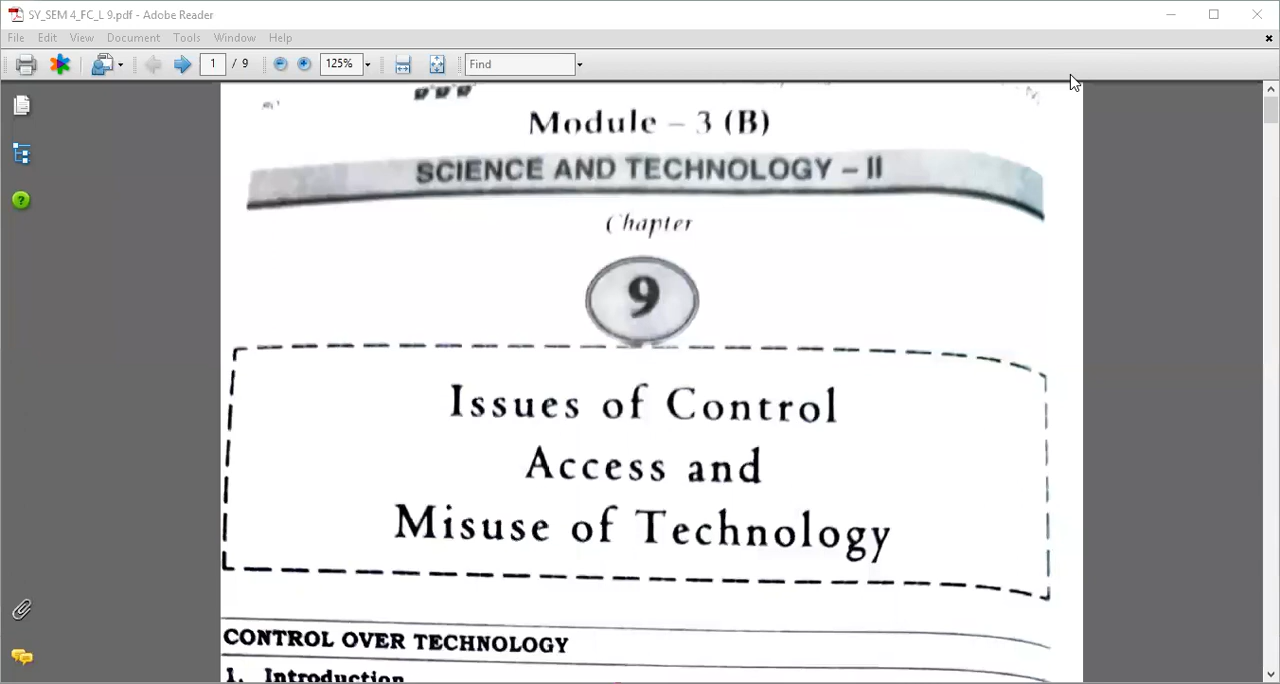 SY_SEM 4_FC_L 9.pdf - Adobe Reader
File Edit View Document Tools Window Help
1 / 9 125% Find
Module – 3 (B)
SCIENCE AND TECHNOLOGY – II
Chapter
9
Issues of Control
Access and
Misuse of Technology
CONTROL OVER TECHNOLOGY
1. Introduction